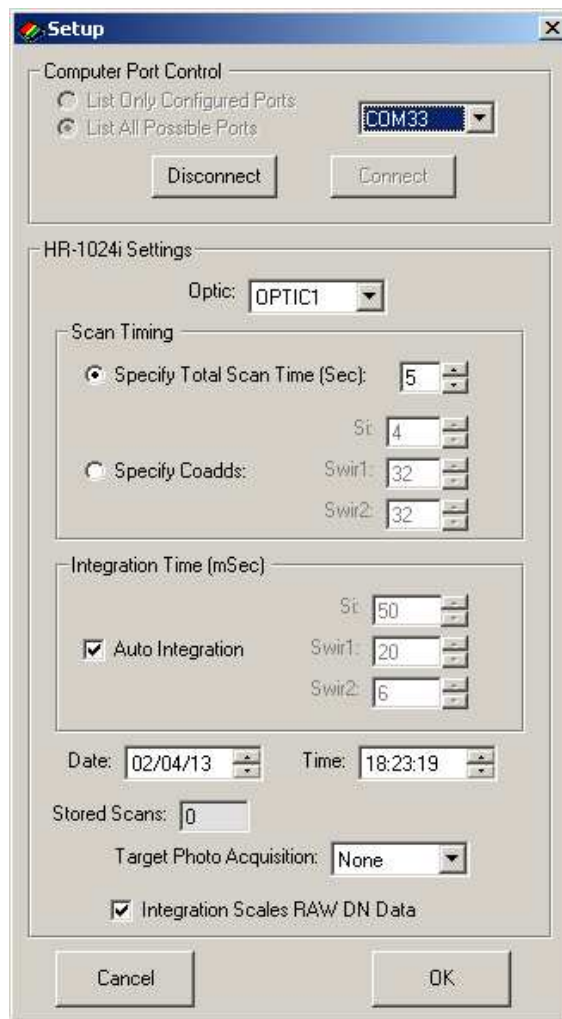 Setup
Computer Port Control
List Only Configured Ports
List All Possible Ports
COM33
Disconnect
Connect
HR-1024i Settings
Optic: OPTIC1
Scan Timing
Specify Total Scan Time (Sec): 5
Specify Coadds:
Si: 4
Swir1: 32
Swir2: 32
Integration Time (mSec)
Auto Integration
Si: 50
Swir1: 20
Swir2: 6
Date: 02/04/13 Time: 18:23:19
Stored Scans: 0
Target Photo Acquisition: None
Integration Scales RAW DN Data
Cancel
OK